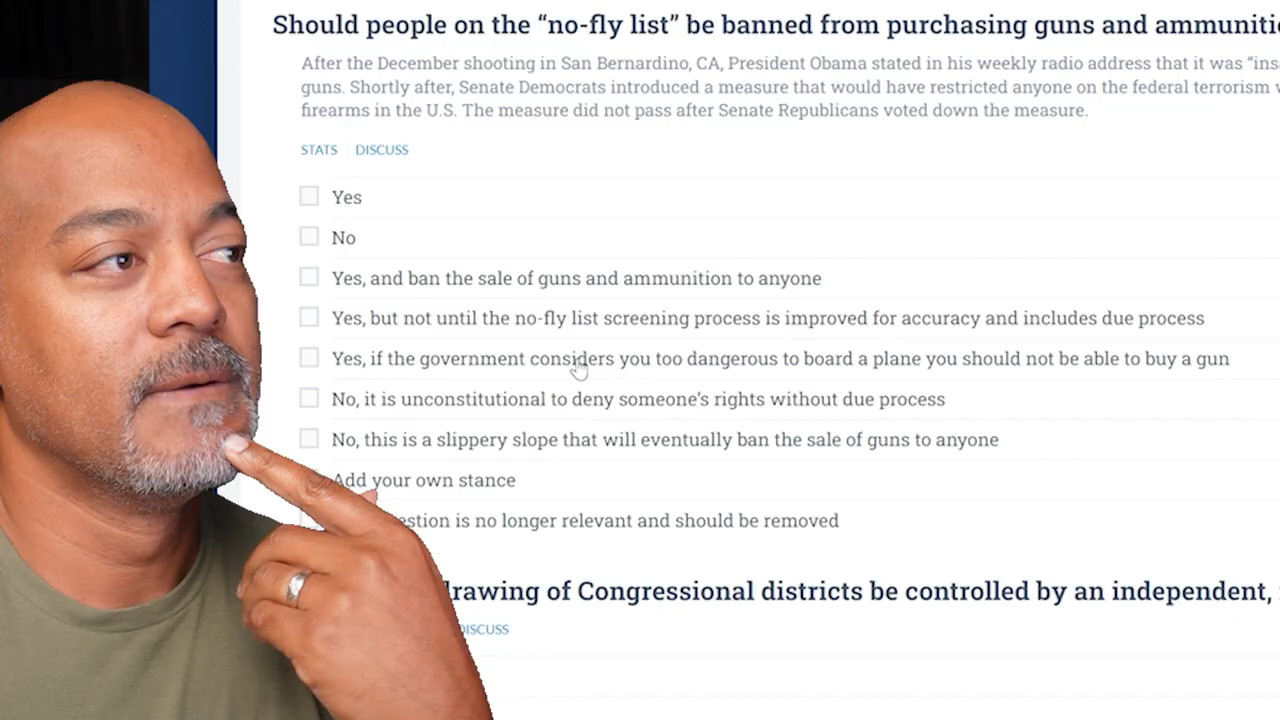 Should people on the “no-fly list” be banned from purchasing guns and
After the December shooting in San Bernardino, CA, President Obama stated in his weekly radio address that it was
guns. Shortly after, Senate Democrats introduced a measure that would have restricted anyone on the federal terrorism
firearms in the U.S. The measure did not pass after Senate Republicans voted down the measure.
STATS DISCUSS
Yes
No
Yes, and ban the sale of guns and ammunition to anyone
Yes, but not until the no-fly list screening process is improved for accuracy and includes due process
Yes, if the government considers you too dangerous to board a plane you should not be able to buy a gun
No, it is unconstitutional to deny someone’s rights without due process
No, this is a slippery slope that will eventually ban the sale of guns to anyone
Add your own stance
is no longer relevant and should be removed
of Congressional districts be controlled by an independent,
DISCUSS